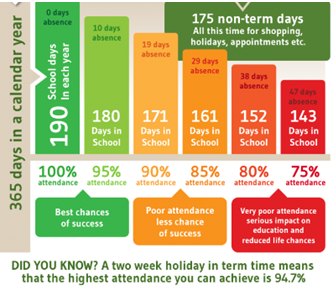 365 days in a calendar year
175 non-term days
All this time for shopping,
holidays, appointments etc.
0 days
absence
190 School days
In each year
10 days
absence
180
Days in
School
19 days
absence
171
Days in
School
29 days
absence
161
Days in
School
38 days
absence
152
Days in
School
47 days
absence
143
Days in
School
100%
attendance
95%
attendance
90%
attendance
85%
attendance
80%
attendance
75%
attendance
Best chances
of success
Poor attendance
less chance
of success
Very poor attendance
serious impact on
education and
reduced life chances
DID YOU KNOW? A two week holiday in term time means
that the highest attendance you can achieve is 94.7%